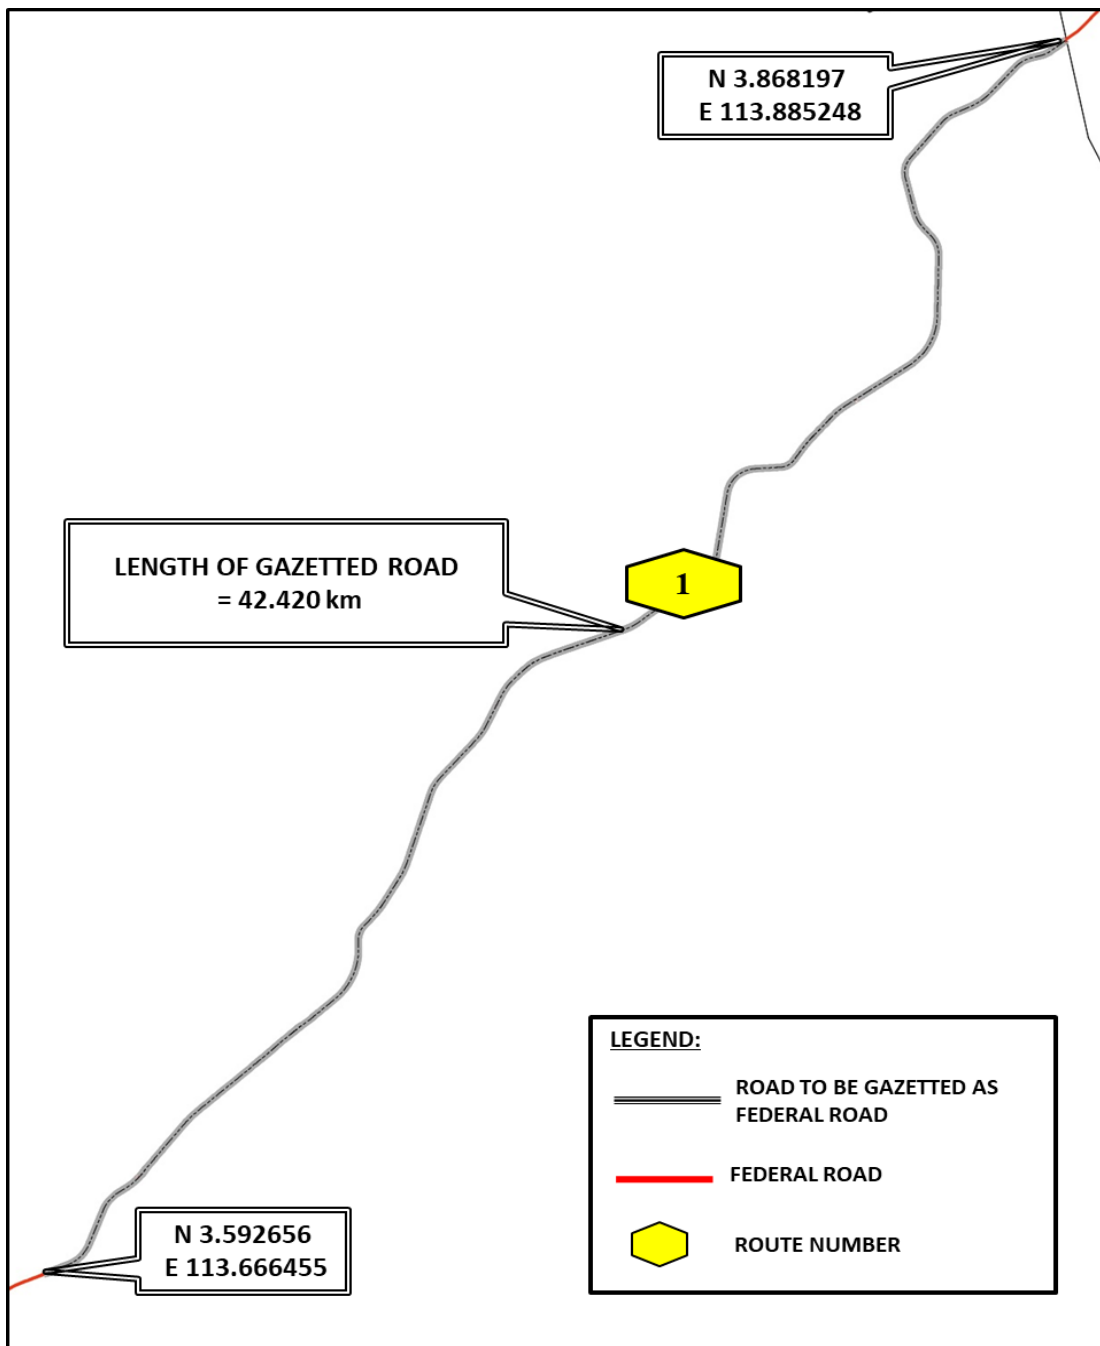 N 3.868197
E 113.885248
LENGTH OF GAZETTED ROAD
= 42.420 km
1
N 3.592656
E 113.666455
LEGEND:
ROAD TO BE GAZETTED AS
FEDERAL ROAD
FEDERAL ROAD
ROUTE NUMBER